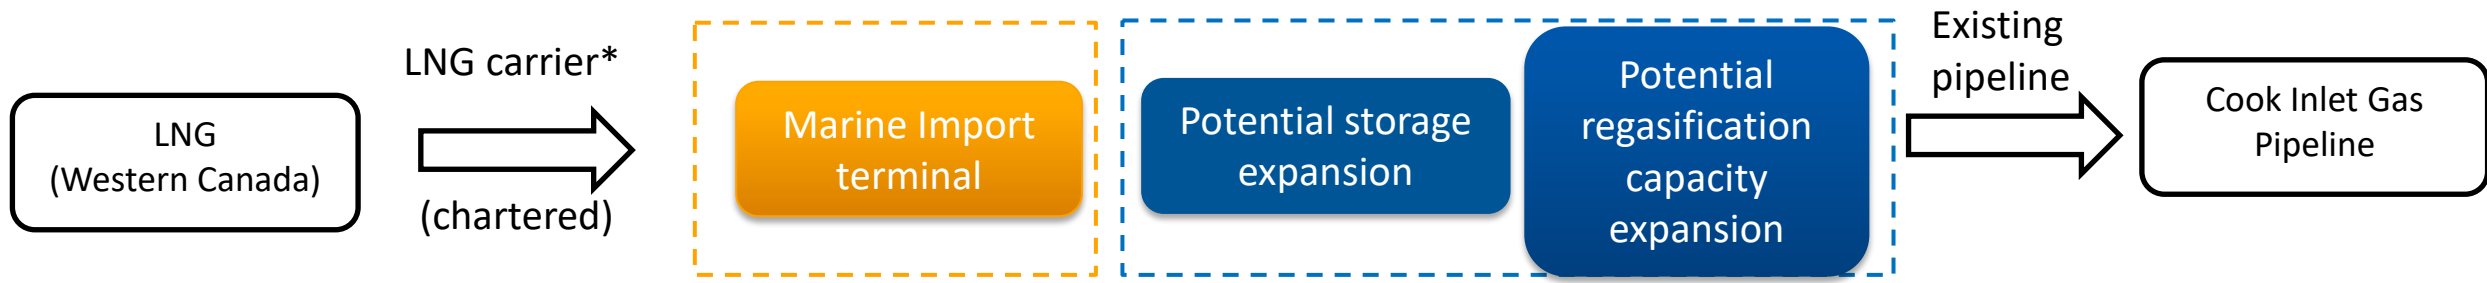 LNG
(Western Canada)
LNG carrier*
(chartered)
Marine Import
terminal
Potential storage
expansion
Potential
regasification
capacity
expansion
Existing
pipeline
Cook Inlet Gas
Pipeline